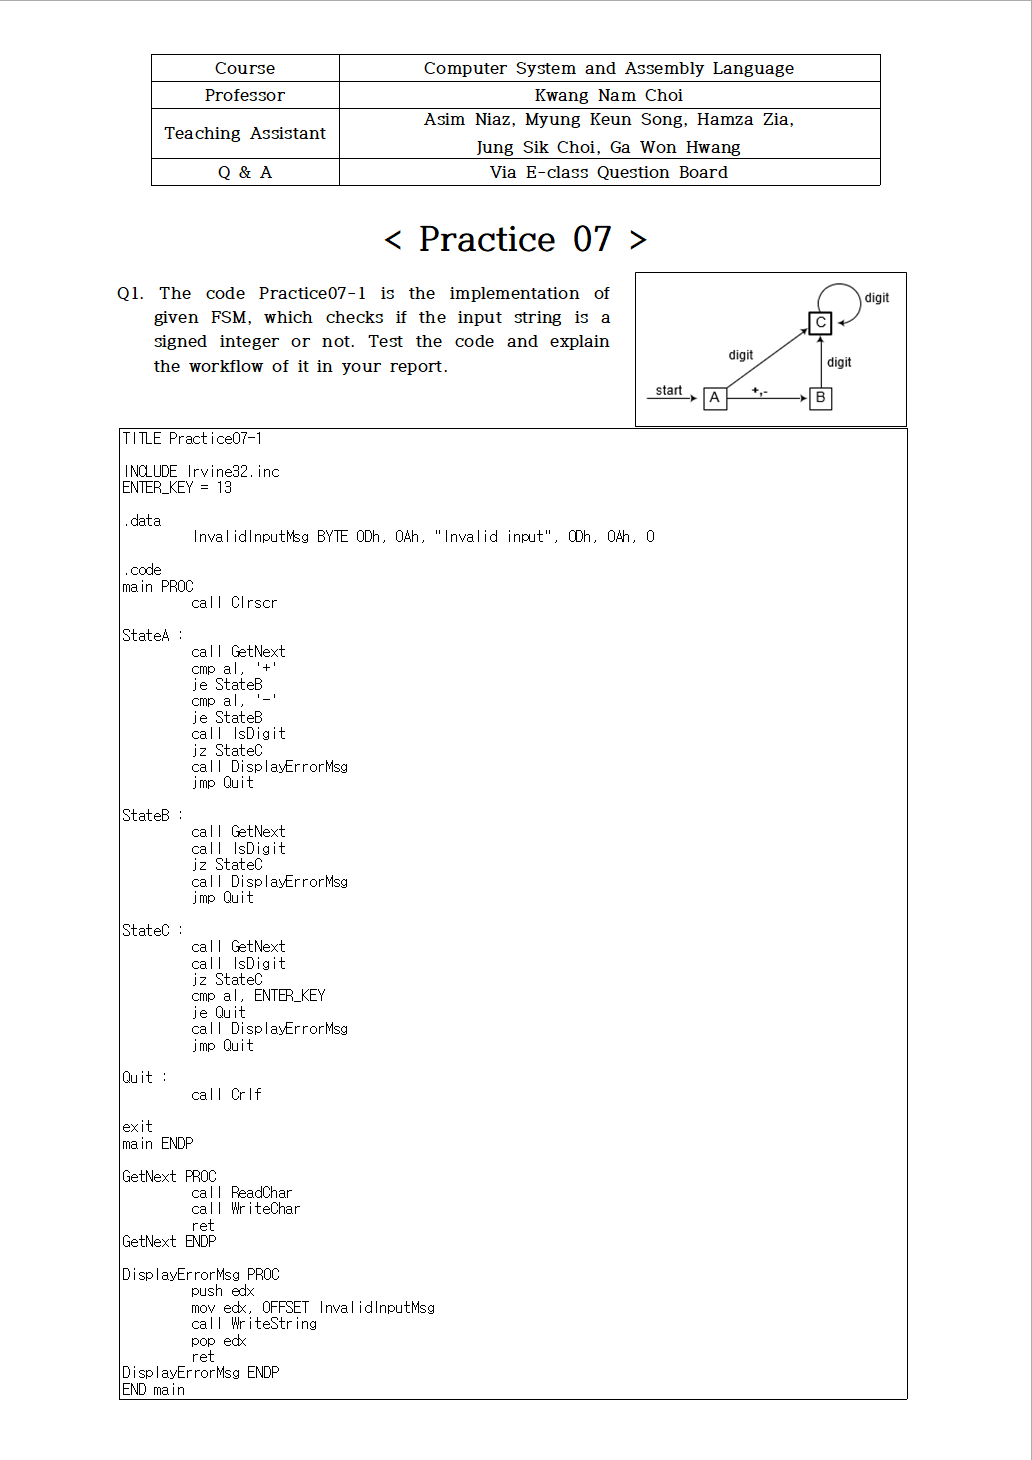 Course Computer System and Assembly Language
Professor Kwang Nam Choi
Teaching Assistant Asim Niaz, Myung Keun Song, Hamza Zia,
Jung Sik Choi, Ga Won Hwang
Q & A Via E-class Question Board
< Practice 07 >
Q1. The code Practice07-1 is the implementation of
given FSM, which checks if the input string is a
signed integer or not. Test the code and explain
the workflow of it in your report.
digit
C
digit
digit
start
A
+,-
B
TITLE Practice07-1
INCLUDE Irvine32.inc
ENTER_KEY = 13
.data
InvalidInputMsg BYTE 0Dh, 0Ah, "Invalid input", 0Dh, 0Ah, 0
.code
main PROC
call Clrscr
StateA :
call GetNext
cmp al, '+'
je StateB
cmp al, '-'
je StateB
call IsDigit
jz StateC
call DisplayErrorMsg
jmp Quit
StateB :
call GetNext
call IsDigit
jz StateC
call DisplayErrorMsg
jmp Quit
StateC :
call GetNext
call IsDigit
jz StateC
cmp al, ENTER_KEY
je Quit
call DisplayErrorMsg
jmp Quit
Quit :
call Crlf
exit
main ENDP
GetNext PROC
call ReadChar
call WriteChar
ret
GetNext ENDP
DisplayErrorMsg PROC
push edx
mov edx, OFFSET InvalidInputMsg
call WriteString
pop edx
ret
DisplayErrorMsg ENDP
END main